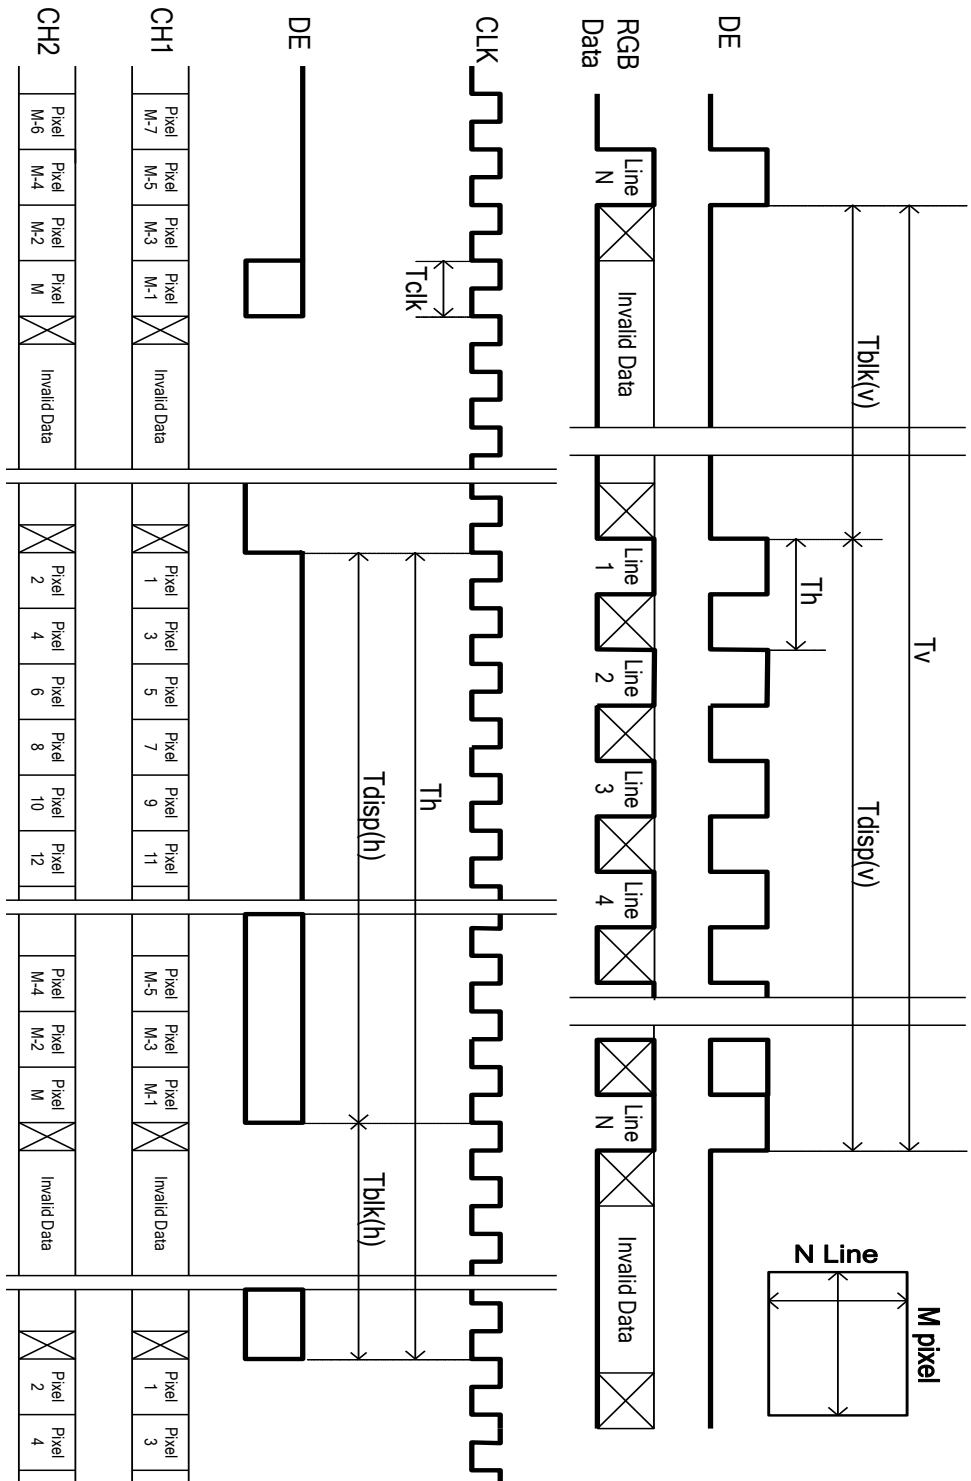 N Line
M pixel
Tv
Tblk(v)
Tdisp(v)
Th
DE
RGB
Data
Line
N
Invalid Data
Line
1
Line
2
Line
3
Line
4
Line
N
Invalid Data
CLK
Tclk
Th
Tdisp(h)
Tblk(h)
DE
CH1
Pixel
M-7
Pixel
M-5
Pixel
M-3
Pixel
M-1
Invalid Data
Pixel
1
Pixel
3
Pixel
5
Pixel
7
Pixel
9
Pixel
11
Pixel
M-5
Pixel
M-3
Pixel
M-1
Invalid Data
Pixel
1
Pixel
3
CH2
Pixel
M-6
Pixel
M-4
Pixel
M-2
Pixel
M
Invalid Data
Pixel
2
Pixel
4
Pixel
6
Pixel
8
Pixel
10
Pixel
12
Pixel
M-4
Pixel
M-2
Pixel
M
Invalid Data
Pixel
2
Pixel
4